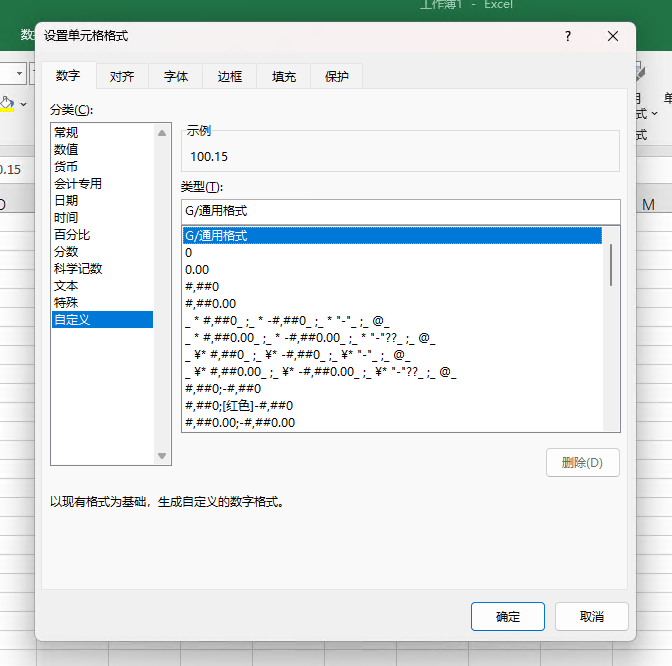 工作簿1 - Excel
数
设置单元格格式
?
数字 对齐 字体 边框 填充 保护
分类(C):
常规
数值
货币
会计专用
日期
时间
百分比
分数
科学记数
文本
特殊
自定义
示例
100.15
类型(T):
G/通用格式
G/通用格式
0
0.00
#,##0
#,##0.00
_ * #,##0_ ;_ * -#,##0_ ;_ * "-"_ ;_ @_
_ * #,##0.00_ ;_ * -#,##0.00_ ;_ * "-"??_ ;_ @_
_ ¥* #,##0_ ;_ ¥* -#,##0_ ;_ ¥* "-"_ ;_ @_
_ ¥* #,##0.00_ ;_ ¥* -#,##0.00_ ;_ ¥* "-"??_ ;_ @_
#,##0;-#,##0
#,##0;[红色]-#,##0
#,##0.00;-#,##0.00
删除(D)
以现有格式为基础，生成自定义的数字格式。
确定 取消
0.15
M
单
式
式